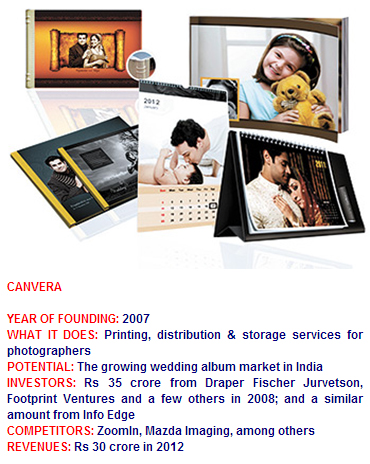 2012
JANUARY
2011
CANVERA
YEAR OF FOUNDING: 2007
WHAT IT DOES: Printing, distribution & storage services for
photographers
POTENTIAL: The growing wedding album market in India
INVESTORS: Rs 35 crore from Draper Fischer Jurvetson,
Footprint Ventures and a few others in 2008; and a similar
amount from Info Edge
COMPETITORS: ZoomIn, Mazda Imaging, among others
REVENUES: Rs 30 crore in 2012